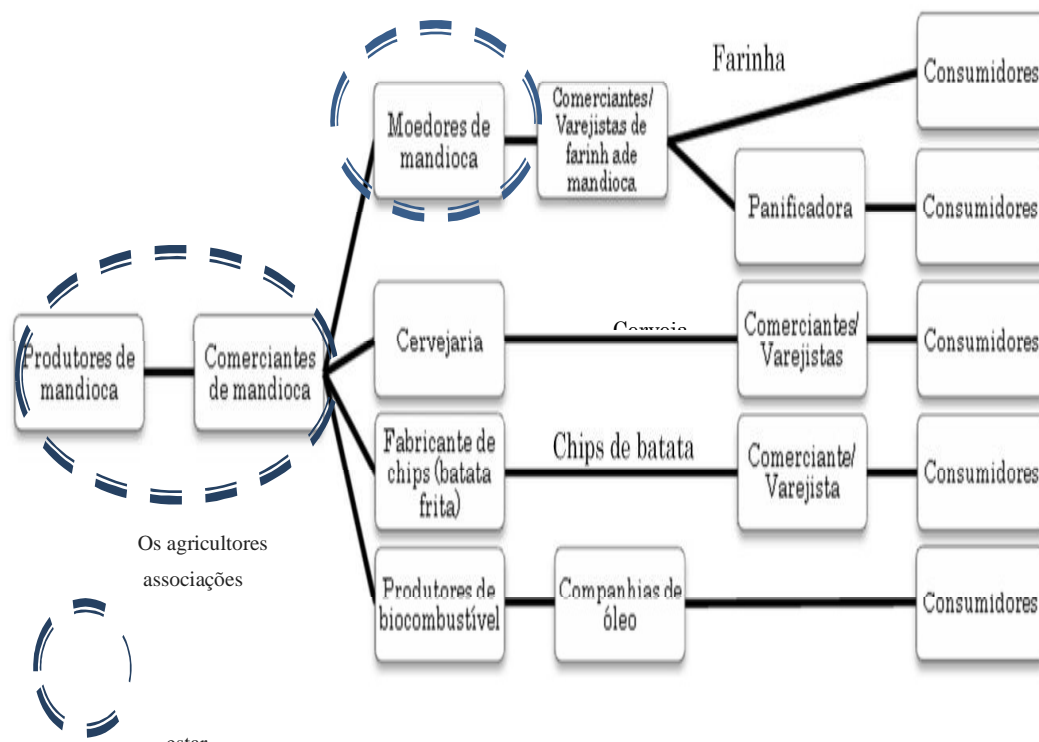 Farinha
Consumidores
Moedores de
mandioca
Comerciantes/
Varejistas de
farinh ade
mandioca
Panificadora
Consumidores
Produtores de
mandioca
Comerciantes
de mandioca
Cervejaria
Cerveja
Comerciantes/
Varejistas
Consumidores
Fabricante de
chips (batata
frita)
Chips de batata
Comerciante/
Varejista
Consumidores
Os agricultores
associações
Produtores de
biocombustível
Companhias de
óleo
Consumidores